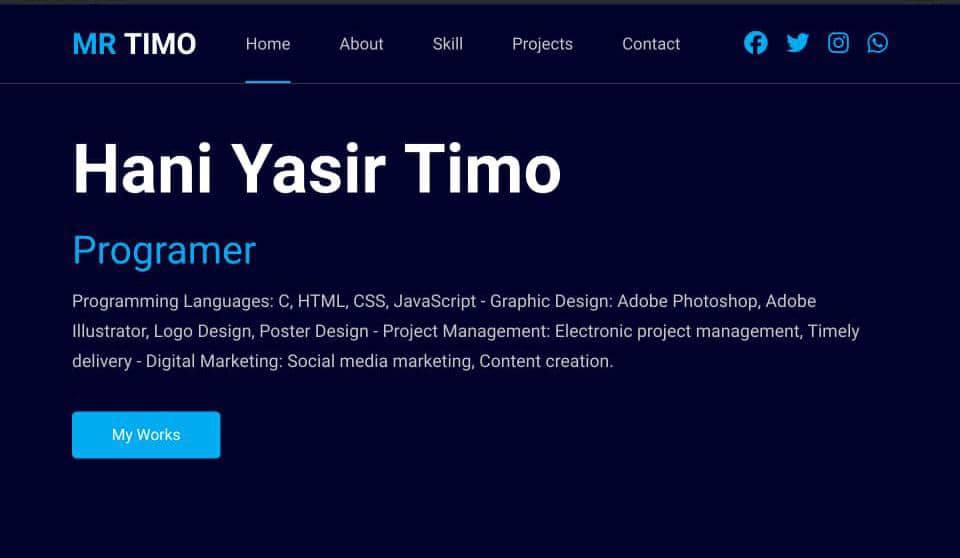 MR TIMO
Home About Skill Projects Contact
Hani Yasir Timo
Programer
Programming Languages: C, HTML, CSS, JavaScript - Graphic Design: Adobe Photoshop, Adobe
Illustrator, Logo Design, Poster Design - Project Management: Electronic project management, Timely
delivery - Digital Marketing: Social media marketing, Content creation.
My Works